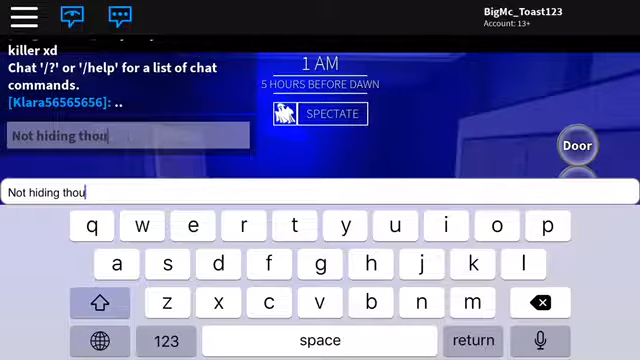 BigMc_Toast123
Account: 13+
killer xd
Chat '/?' or '/help' for a list of chat
commands.
[Klara56565656]: ..
1 AM
5 HOURS BEFORE DAWN
SPECTATE
Not hiding thou
Door
Not hiding thou
q w e r t y u i o p
a s d f g h j k l
z x c v b n m
123 space return